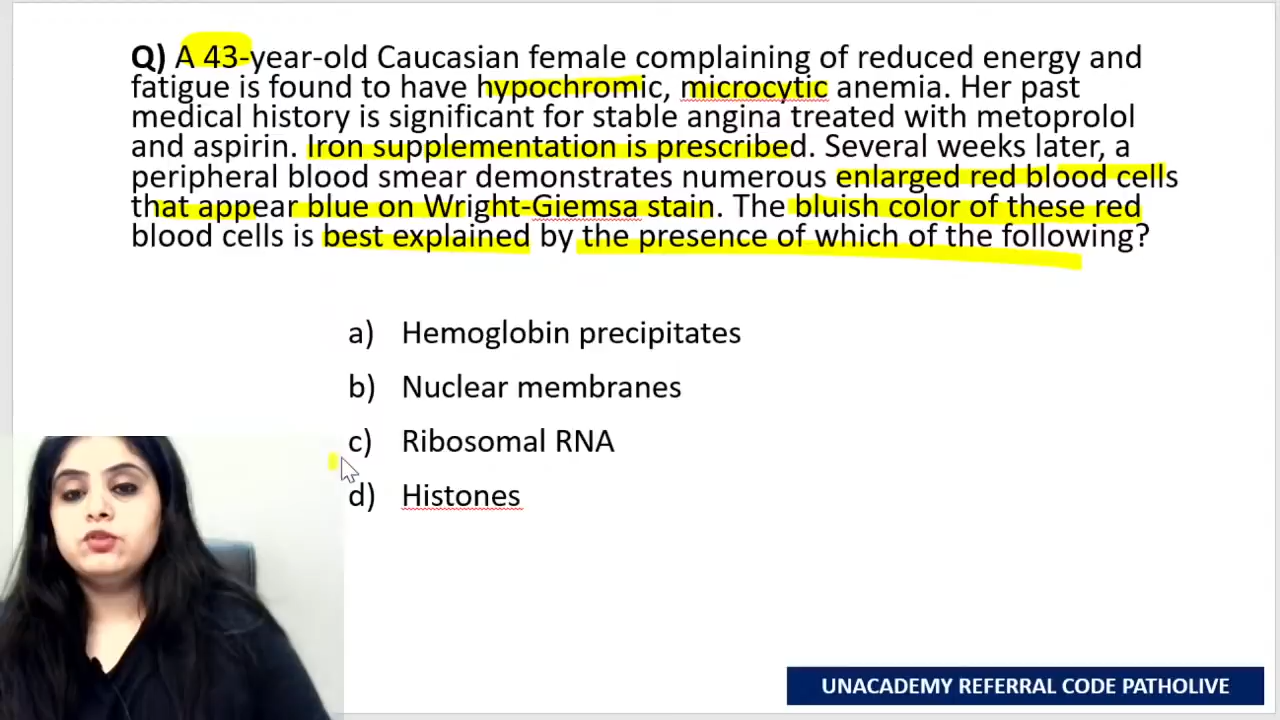 Q) A 43-year-old Caucasian female complaining of reduced energy and
fatigue is found to have hypochromic, microcytic anemia. Her past
medical history is significant for stable angina treated with metoprolol
and aspirin. Iron supplementation is prescribed. Several weeks later, a
peripheral blood smear demonstrates numerous enlarged red blood cells
that appear blue on Wright-Giemsa stain. The bluish color of these red
blood cells is best explained by the presence of which of the following?
a) Hemoglobin precipitates
b) Nuclear membranes
c) Ribosomal RNA
d) Histones
UNACADEMY REFERRAL CODE PATHOLIVE